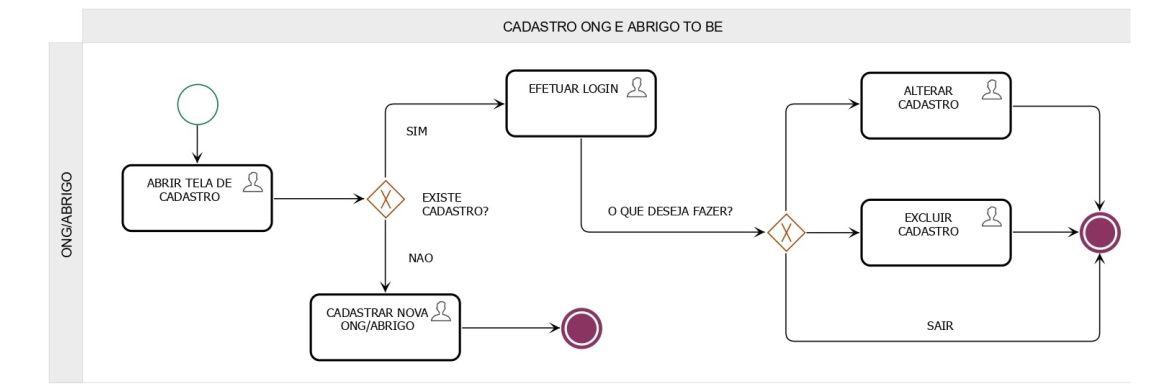 CADASTRO ONG E ABRIGO TO BE
ONG/ABRIGO
ABRIR TELA DE
CADASTRO
SIM
EXISTE
CADASTRO?
NAO
EFETUAR LOGIN
CADASTRAR NOVA
ONG/ABRIGO
O QUE DESEJA FAZER?
ALTERAR
CADASTRO
EXCLUIR
CADASTRO
SAIR